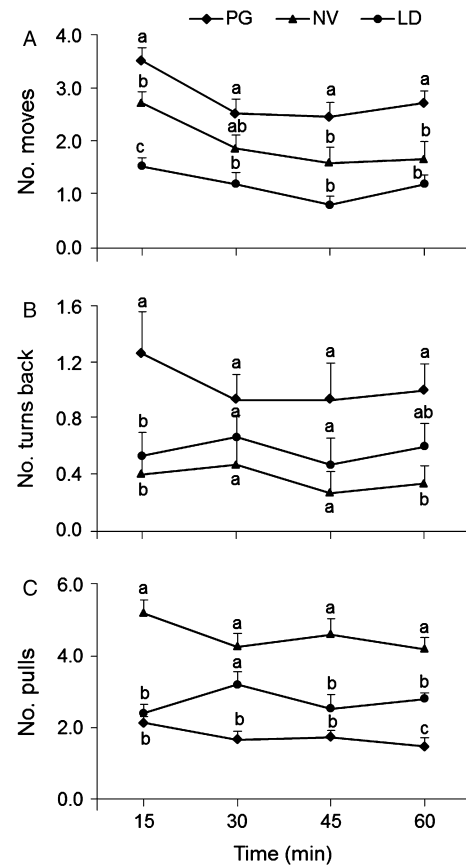 PG NV LD
A
4.0 a
3.0 b a a a
2.0 c ab b b
1.0 b b b
0.0
No. moves
B
1.6 a
1.2 a a a
0.8 b a a ab
0.4 b a a b
0.0
No. turns back
C
6.0 a
4.0 a a a
2.0 b a b b
b b b c
0.0
No. pulls
15 30 45 60
Time (min)